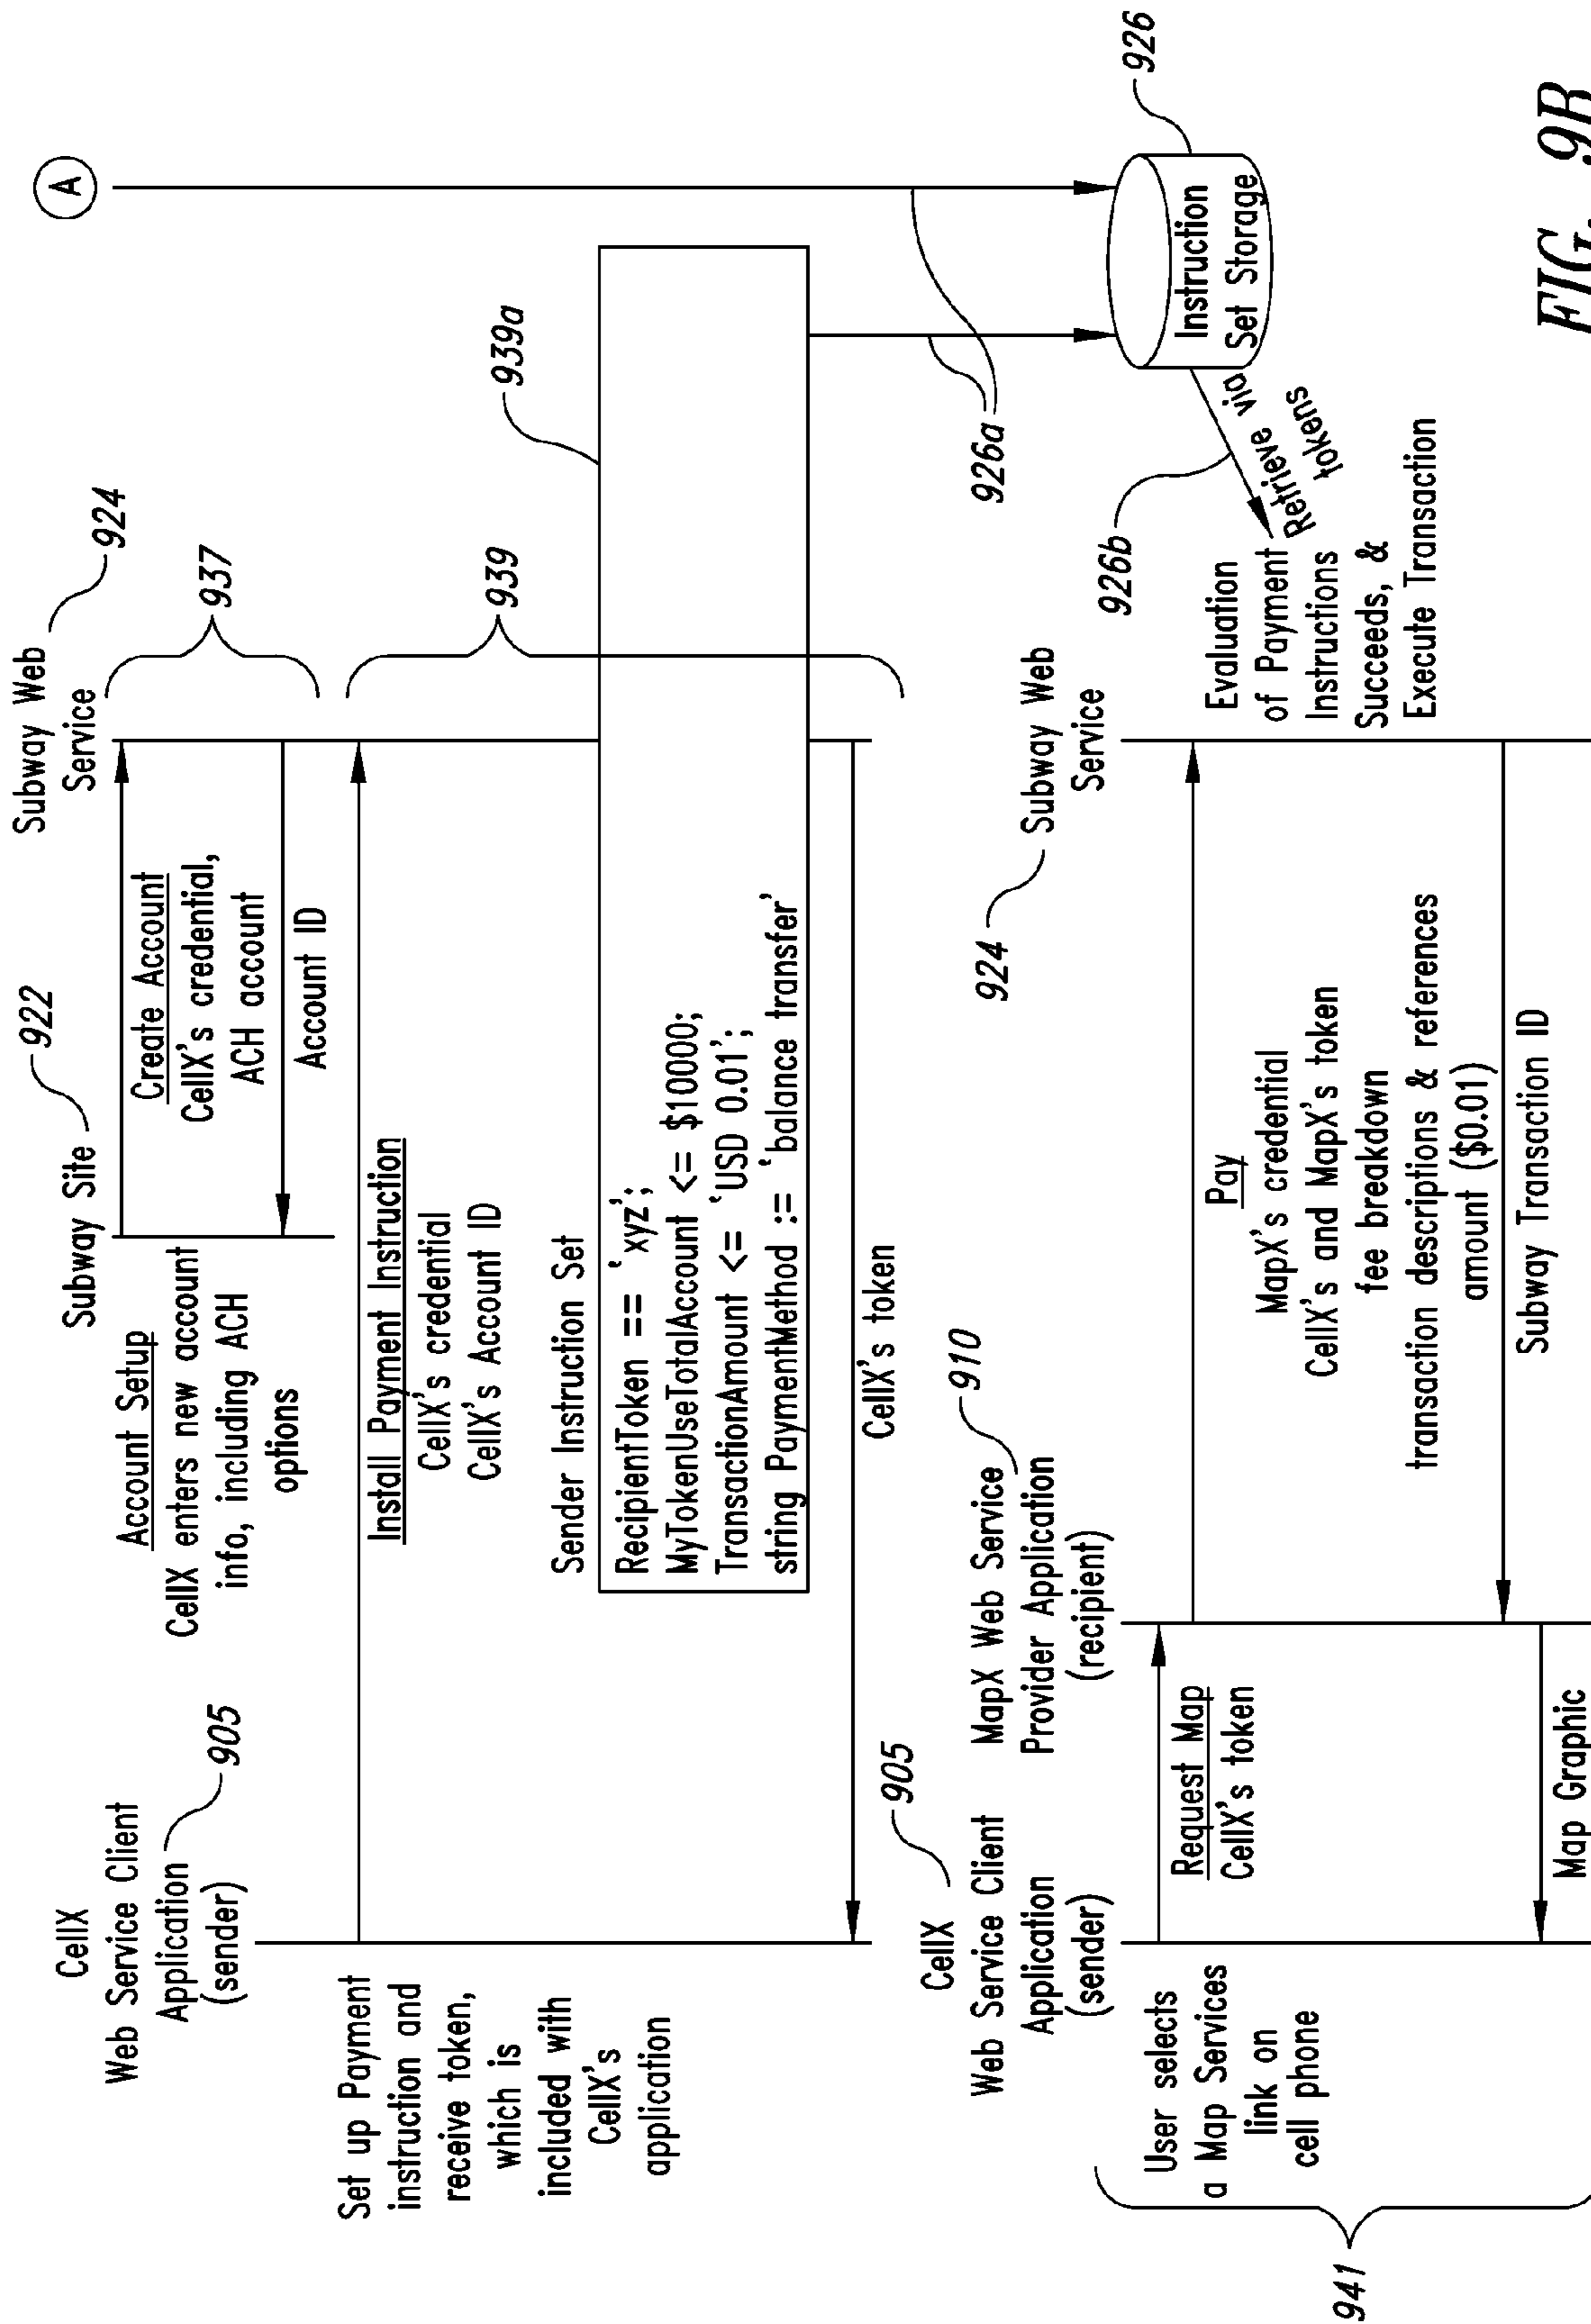 A
CellX
Web Service Client
Application
(sender)
905
Subway Site
922
Subway Web
Service
924
Account Setup
CellX enters new account
info, including ACH
options
Create Account
CellX's credential,
ACH account
Account ID
937
Set up Payment
instruction and
receive token,
which is
included with
CellX's
application
Install Payment Instruction
CellX's credential
CellX's Account ID
939
Sender Instruction Set
939a
RecipientToken == 'xyz';
MyTokenUseTotalAccount <= $10000;
TransactionAmount <= 'USD 0.01';
string PaymentMethod := 'balance transfer'
CellX's token
926a
Instruction
Set Storage
926
CellX
Web Service Client
Application
(sender)
905
MapX Web Service
Provider Application
(recipient)
910
924
Subway Web
Service
926b
Retrieve via
tokens
User selects
a Map Services
link on
cell phone
941
Request Map
CellX's token
Pay
MapX's credential
CellX's and MapX's token
fee breakdown
transaction descriptions & references
amount ($0.01)
Evaluation
of Payment
Instructions
Succeeds, &
Execute Transaction
Subway Transaction ID
Map Graphic
FIG. 9B